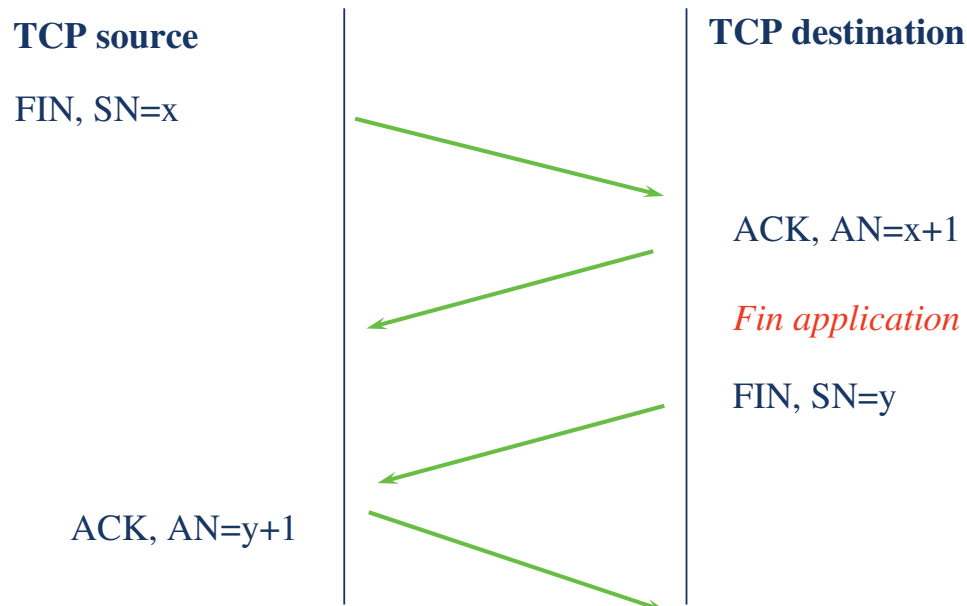 TCP source
TCP destination
FIN, SN=x
ACK, AN=x+1
Fin application
FIN, SN=y
ACK, AN=y+1